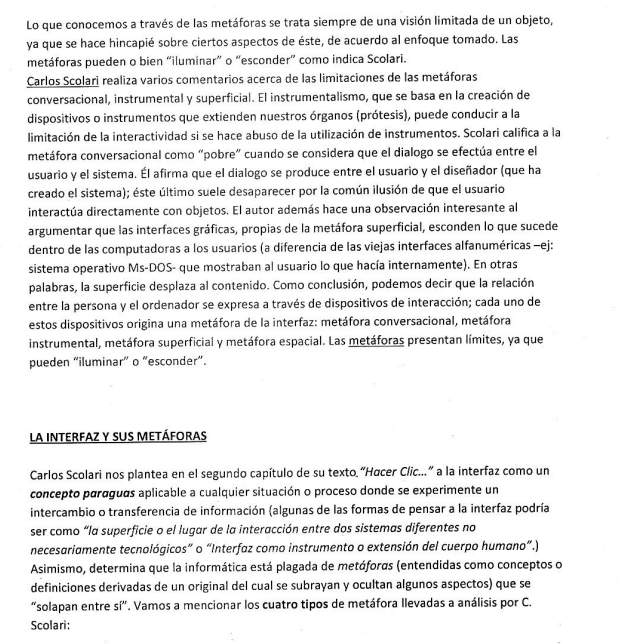 Lo que conocemos a través de las metáforas se trata siempre de una visión limitada de un objeto,
ya que se hace hincapié sobre ciertos aspectos de éste, de acuerdo al enfoque tomado. Las
metáforas pueden o bien “iluminar” o “esconder” como indica Scolari.
Carlos Scolari realiza varios comentarios acerca de las limitaciones de las metáforas
conversacional, instrumental y superficial. El instrumentalismo, que se basa en la creación de
dispositivos o instrumentos que extienden nuestros órganos (prótesis), puede conducir a la
limitación de la interactividad si se hace abuso de la utilización de instrumentos. Scolari califica a la
metáfora conversacional como “pobre” cuando se considera que el dialogo se efectúa entre el
usuario y el sistema. Él afirma que el dialogo se produce entre el usuario y el diseñador (que ha
creado el sistema); éste último suele desaparecer por la común ilusión de que el usuario
interactúa directamente con objetos. El autor además hace una observación interesante al
argumentar que las interfaces gráficas, propias de la metáfora superficial, esconden lo que sucede
dentro de las computadoras a los usuarios (a diferencia de las viejas interfaces alfanuméricas –ej:
sistema operativo Ms-DOS- que mostraban al usuario lo que hacía internamente). En otras
palabras, la superficie desplaza al contenido. Como conclusión, podemos decir que la relación
entre la persona y el ordenador se expresa a través de dispositivos de interacción; cada uno de
estos dispositivos origina una metáfora de la interfaz: metáfora conversacional, metáfora
instrumental, metáfora superficial y metáfora espacial. Las metáforas presentan límites, ya que
pueden “iluminar” o “esconder”.
LA INTERFAZ Y SUS METÁFORAS
Carlos Scolari nos plantea en el segundo capítulo de su texto “Hacer Clic...” a la interfaz como un
concepto paraguas aplicable a cualquier situación o proceso donde se experimente un
intercambio o transferencia de información (algunas de las formas de pensar a la interfaz podría
ser como “la superficie o el lugar de la interacción entre dos sistemas diferentes no
necesariamente tecnológicos” o “Interfaz como instrumento o extensión del cuerpo humano”.)
Asimismo, determina que la informática está plagada de metáforas (entendidas como conceptos o
definiciones derivadas de un original del cual se subrayan y ocultan algunos aspectos) que se
“solapan entre sí”. Vamos a mencionar los cuatro tipos de metáfora llevadas a análisis por C.
Scolari: